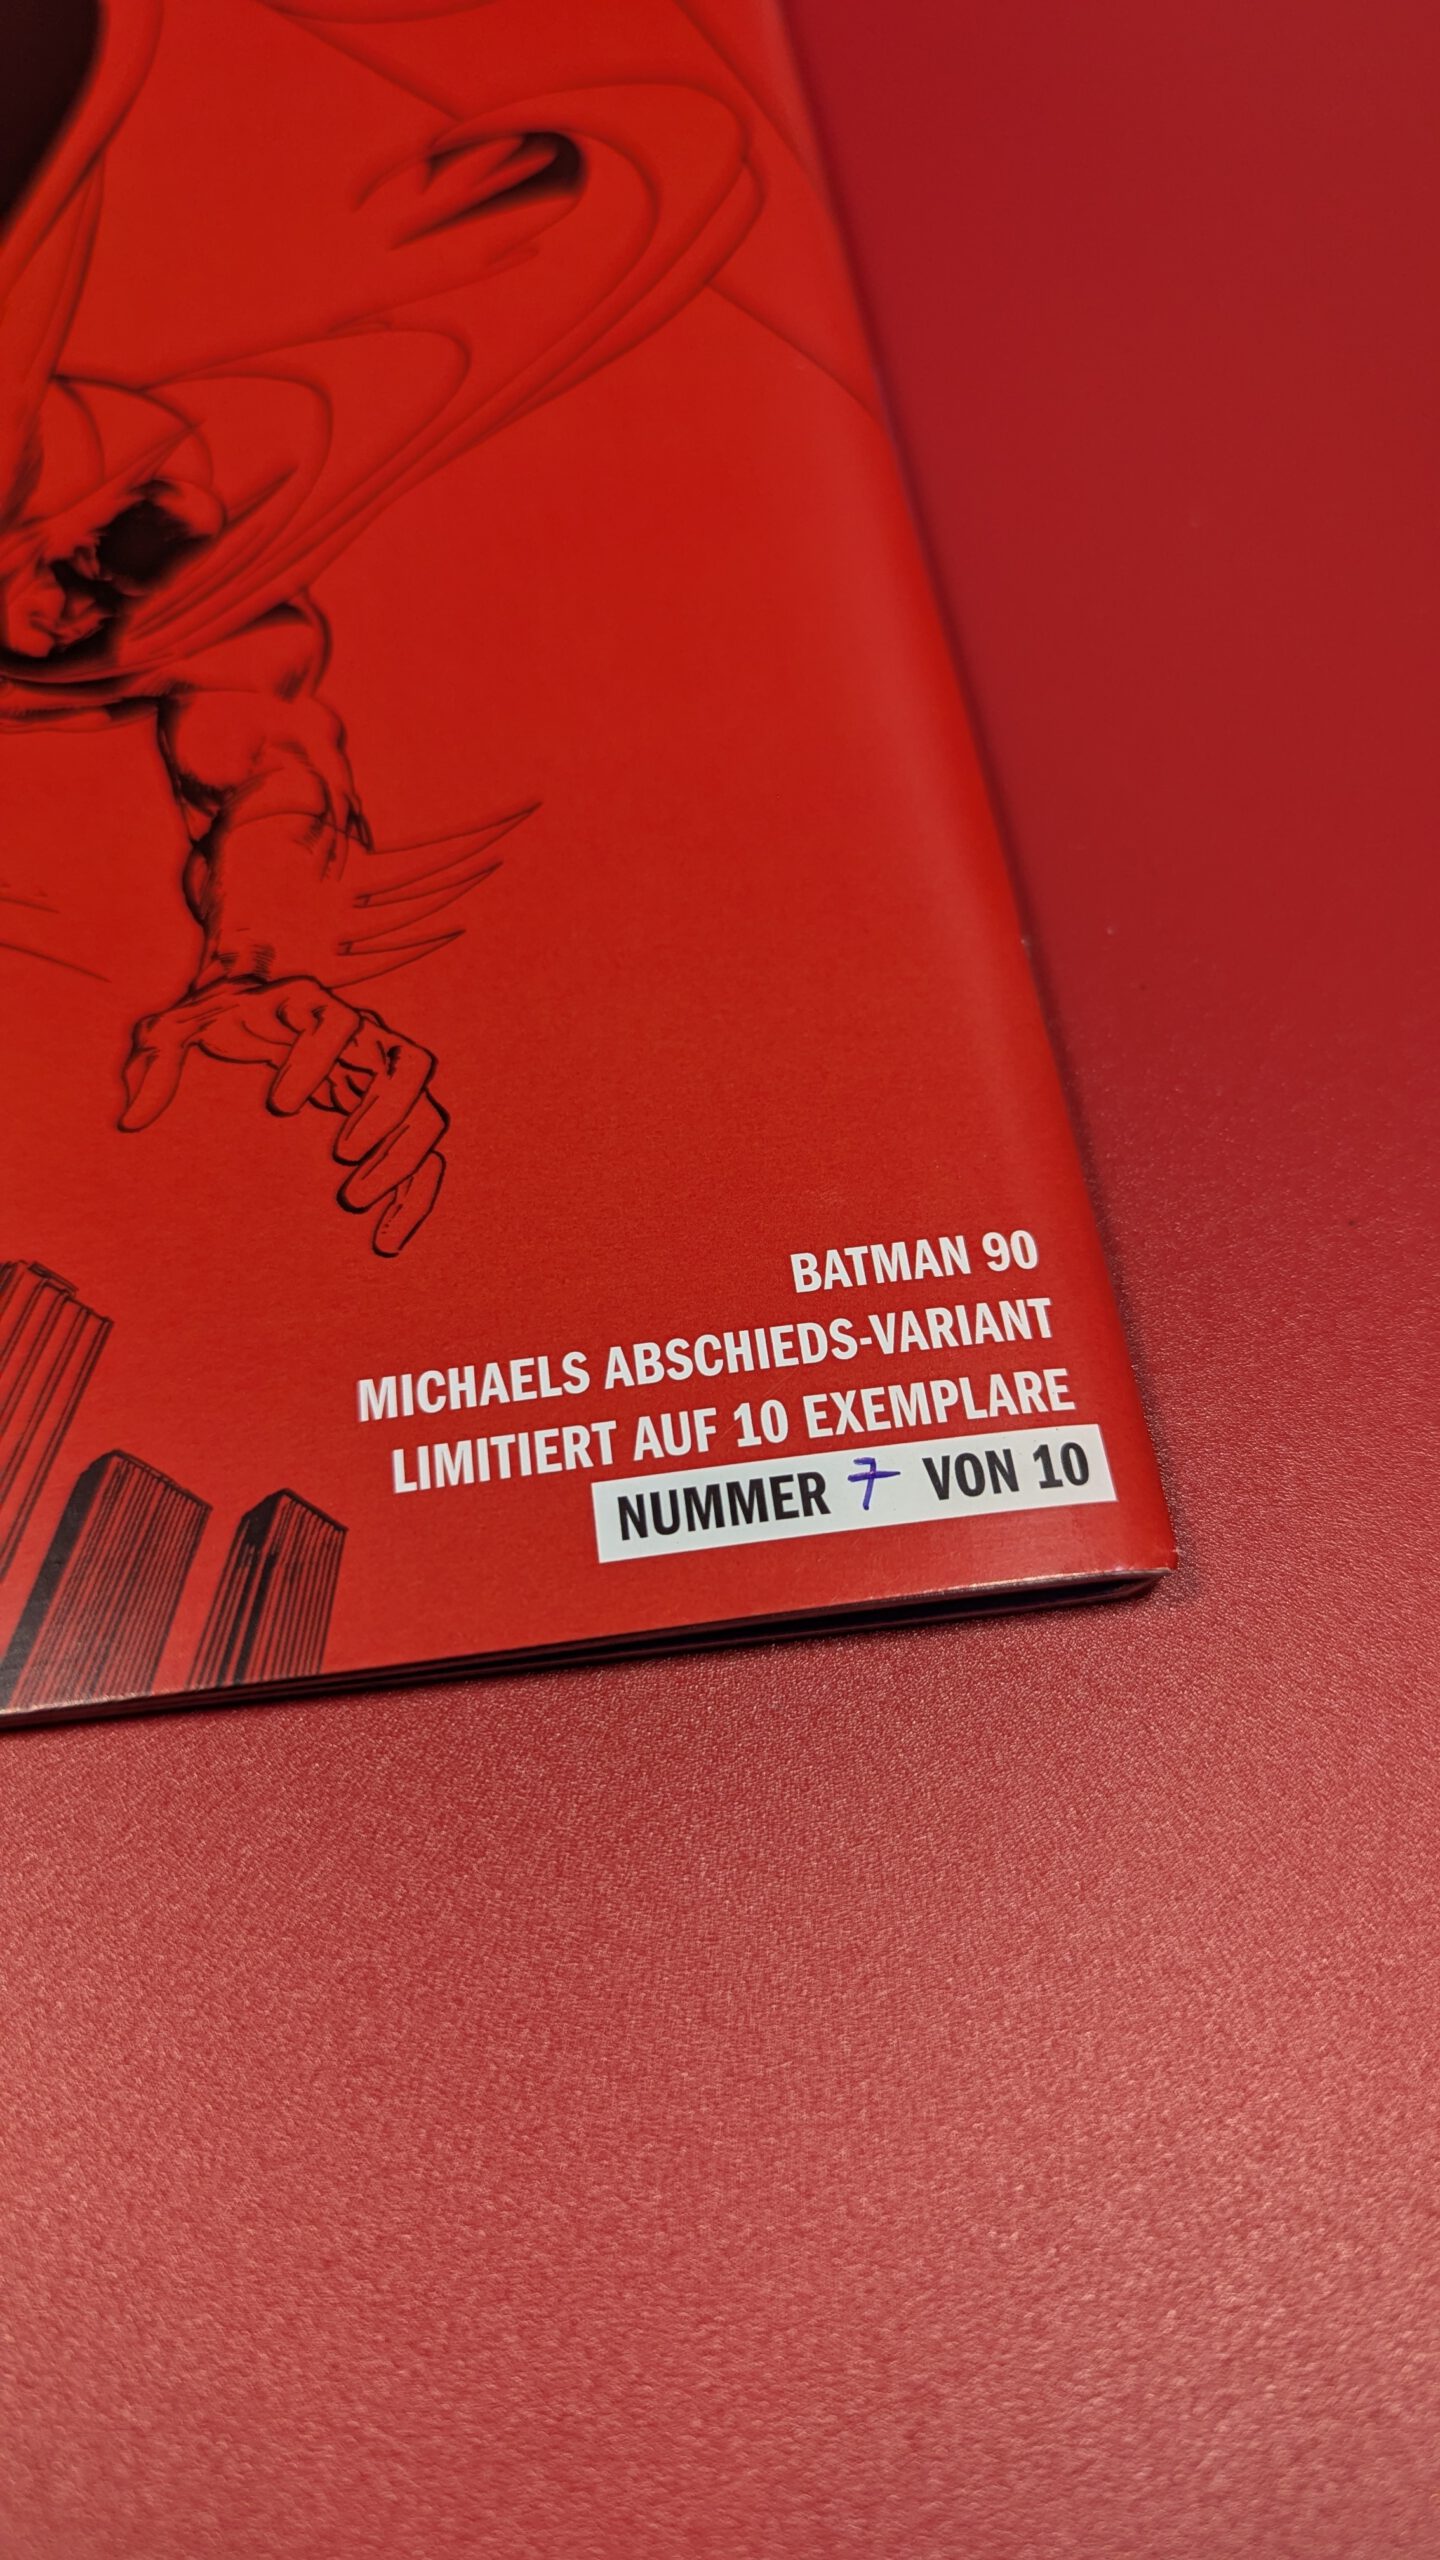 BATMAN 90
MICHAELS ABSCHIEDS-VARIANT
LIMITIERT AUF 10 EXEMPLARE
NUMMER 7 VON 10